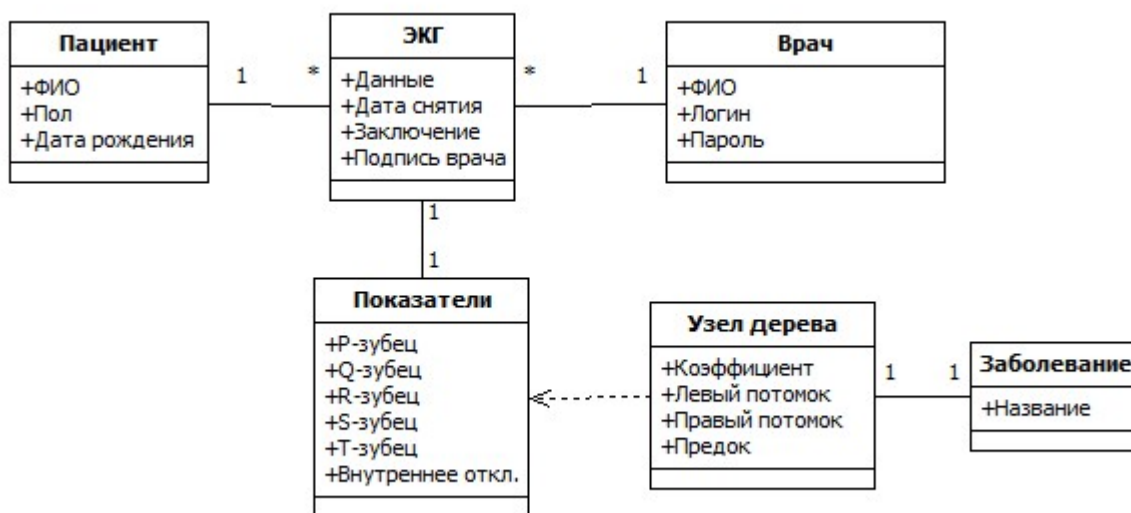 Пациент
+ФИО
+Пол
+Дата рождения
1
*
ЭКГ
+Данные
+Дата снятия
+Заключение
+Подпись врача
*
1
Врач
+ФИО
+Логин
+Пароль
1
1
Показатели
+P-зубец
+Q-зубец
+R-зубец
+S-зубец
+T-зубец
+Внутреннее откл.
Узел дерева
+Коэффициент
+Левый потомок
+Правый потомок
+Предок
1
1
Заболевание
+Название